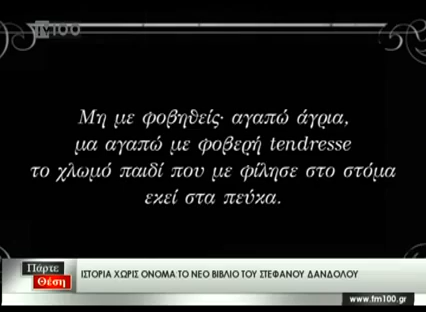 TV100
Μη με φοβηθείς· αγαπώ άγρια,
μα αγαπώ με φοβερή tendresse
το χλωμό παιδί που με φίλησε στο στόμα
εκεί στα πεύκα.
Πάρτε
Θέση
ΙΣΤΟΡΙΑ ΧΩΡΙΣ ΟΝΟΜΑ ΤΟ ΝΕΟ ΒΙΒΛΙΟ ΤΟΥ ΣΤΕΦΑΝΟΥ ΔΑΝΔΟΛΟΥ
www.fm100.gr